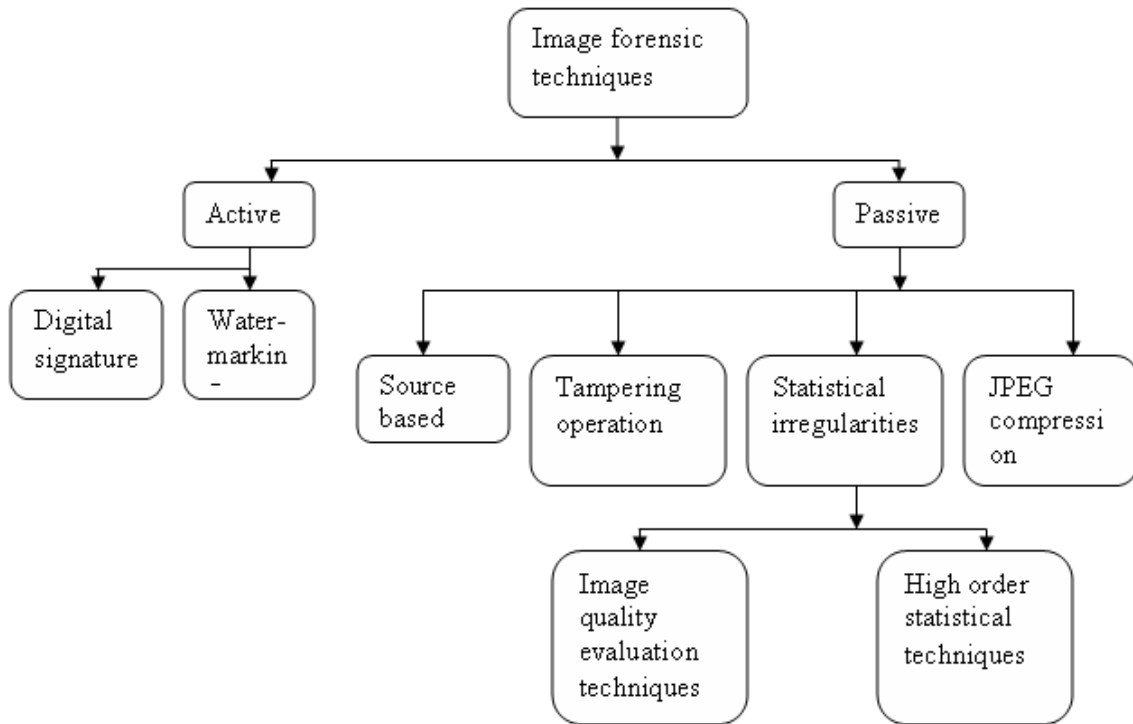 Image forensic
techniques
Active
Passive
Digital
signature
Water-
markin
Source
based
Tampering
operation
Statistical
irregularities
JPEG
compressi
on
Image
quality
evaluation
techniques
High order
statistical
techniques